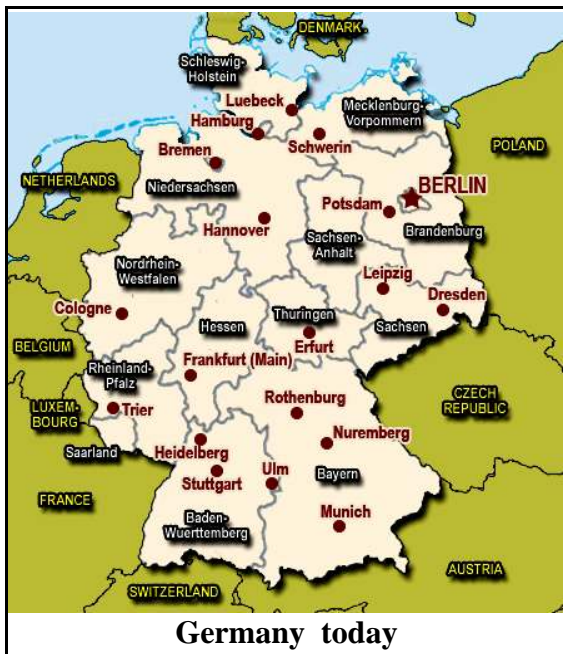 DENMARK
Schleswig-
Holstein
Luebeck
Mecklenburg-
Vorpommern
Hamburg
Schwerin
Bremen
POLAND
NETHERLANDS
Niedersachsen
BERLIN
Potsdam
Hannover
Brandenburg
Sachsen-
Anhalt
Nordrhein-
Westfalen
Leipzig
Dresden
Cologne
Thuringen
Hessen
Sachsen
Erfurt
BELGIUM
Frankfurt (Main)
Rheinland-
Pfalz
CZECH
REPUBLIC
Rothenburg
LUXEM-
BOURG
Trier
Nuremberg
Saarland
Heidelberg
Stuttgart
Ulm
Bayern
FRANCE
Munich
Baden-
Wuerttemberg
AUSTRIA
SWITZERLAND
Germany today